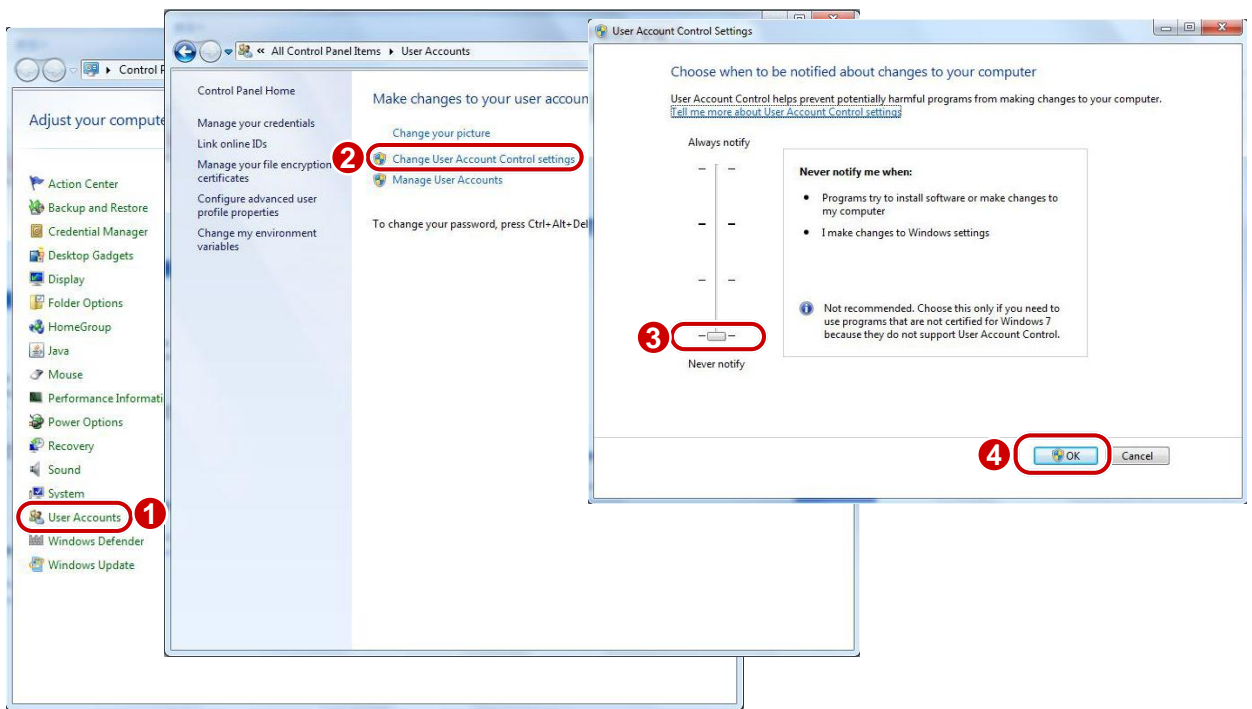 Control P
Adjust your compute
Action Center
Backup and Restore
Credential Manager
Desktop Gadgets
Display
Folder Options
HomeGroup
Java
Mouse
Performance Informati
Power Options
Recovery
Sound
System
User Accounts
1
Windows Defender
Windows Update
« All Control Panel Items User Accounts
Control Panel Home
Manage your credentials
Link online IDs
Manage your file encryption
certificates
Configure advanced user
profile properties
Change my environment
variables
Make changes to your user accoun
Change your picture
2
Change User Account Control settings
Manage User Accounts
To change your password, press Ctrl+Alt+Del
User Account Control Settings
Choose when to be notified about changes to your computer
User Account Control helps prevent potentially harmful programs from making changes to your computer.
Tell me more about User Account Control settings
Always notify
Never notify me when:
• Programs try to install software or make changes to
my computer
• I make changes to Windows settings
Not recommended. Choose this only if you need to
use programs that are not certified for Windows 7
because they do not support User Account Control.
3
Never notify
4
OK
Cancel